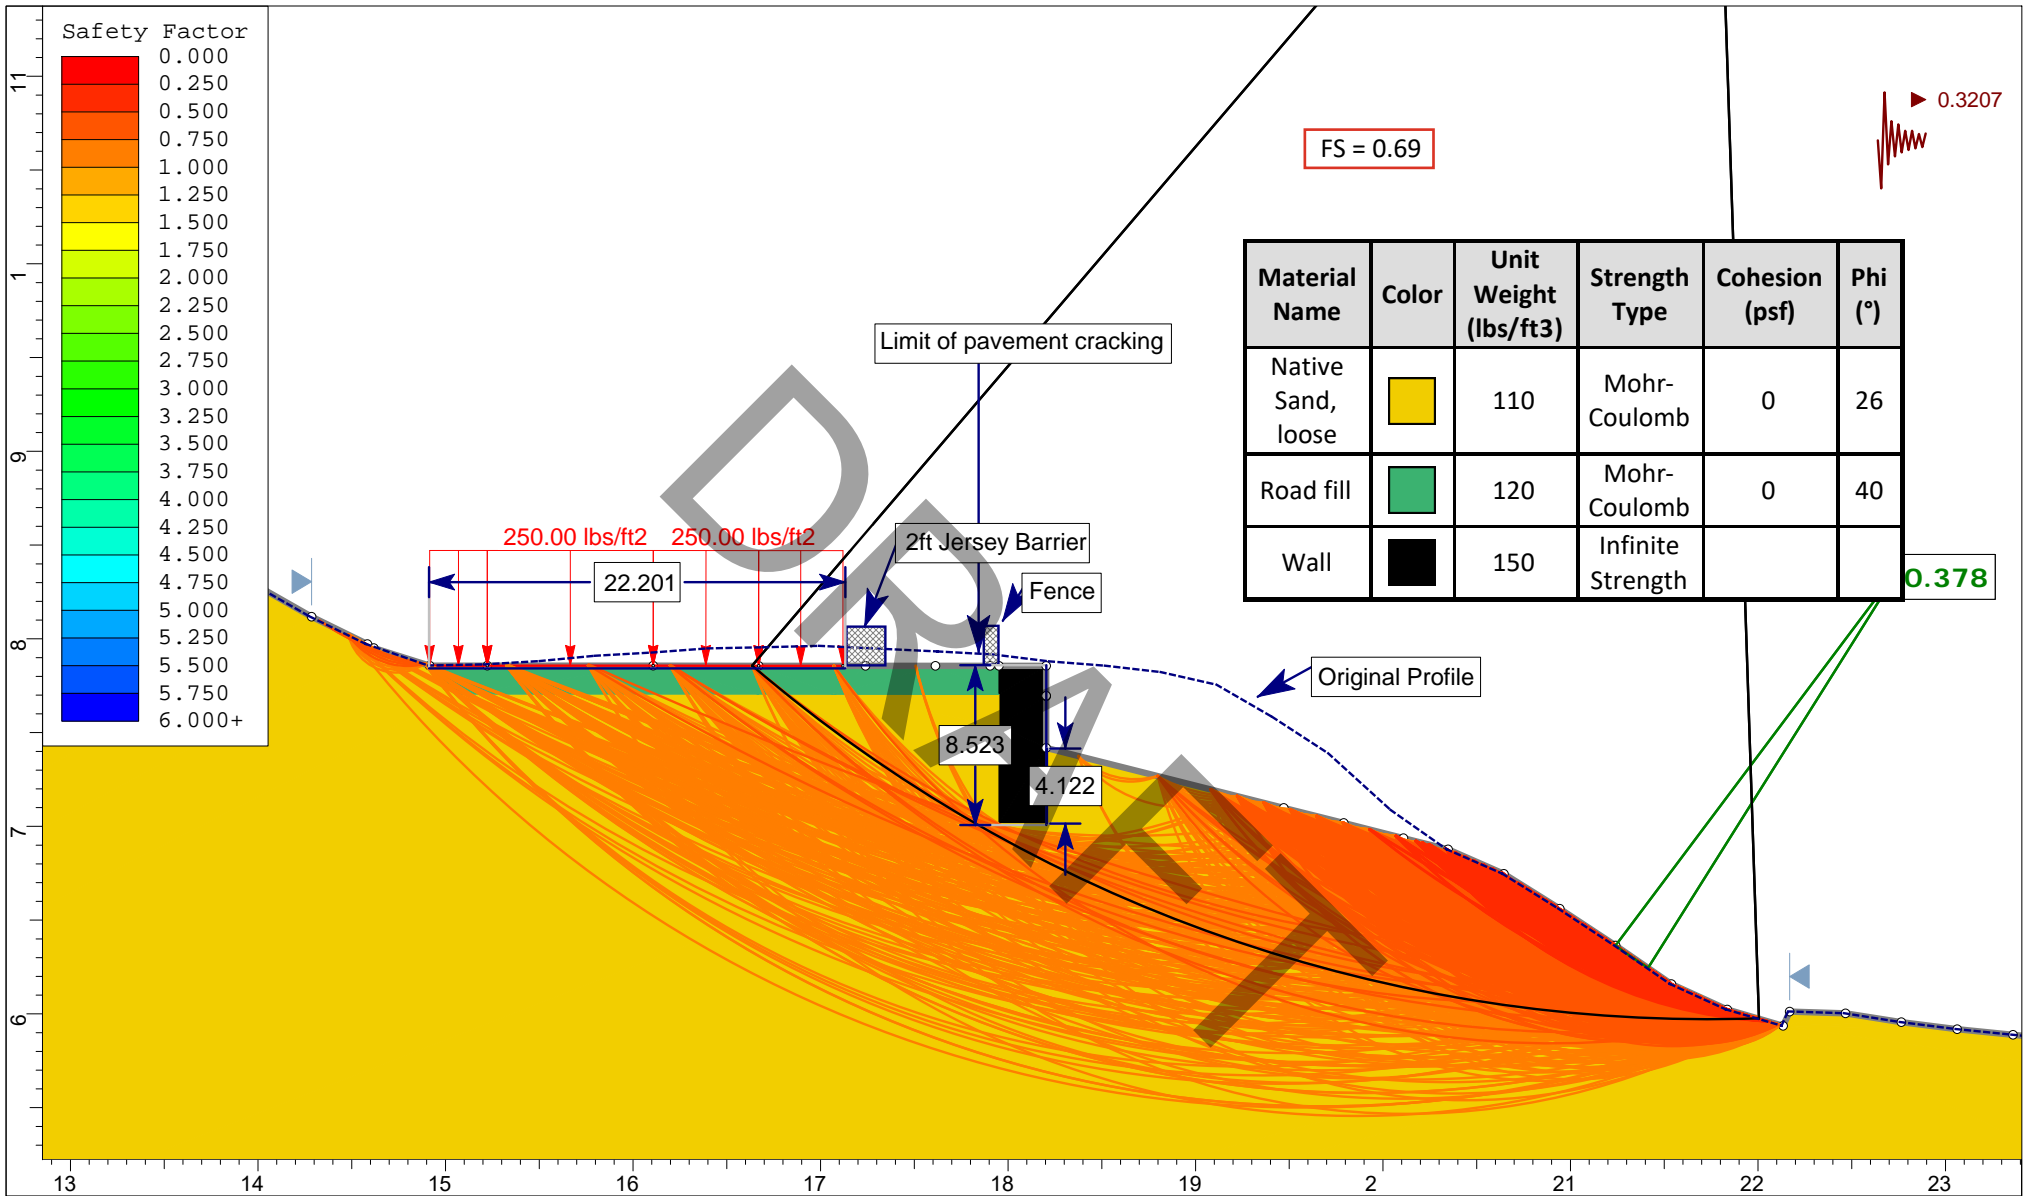 Safety Factor
0.000
0.250
0.500
0.750
1.000
1.250
1.500
1.750
2.000
2.250
2.500
2.750
3.000
3.250
3.500
3.750
4.000
4.250
4.500
4.750
5.000
5.250
5.500
5.750
6.000+
11
1
9
8
7
6
0.3207
FS = 0.69
Material Name Color Unit Weight (lbs/ft3) Strength Type Cohesion (psf) Phi (°)
Native Sand, loose 110 Mohr-Coulomb 0 26
Road fill 120 Mohr-Coulomb 0 40
Wall 150 Infinite Strength
0.378
Limit of pavement cracking
250.00 lbs/ft2 250.00 lbs/ft2
2ft Jersey Barrier
22.201
Fence
Original Profile
8.523
4.122
DRAFT
13 14 15 16 17 18 19 2 21 22 23